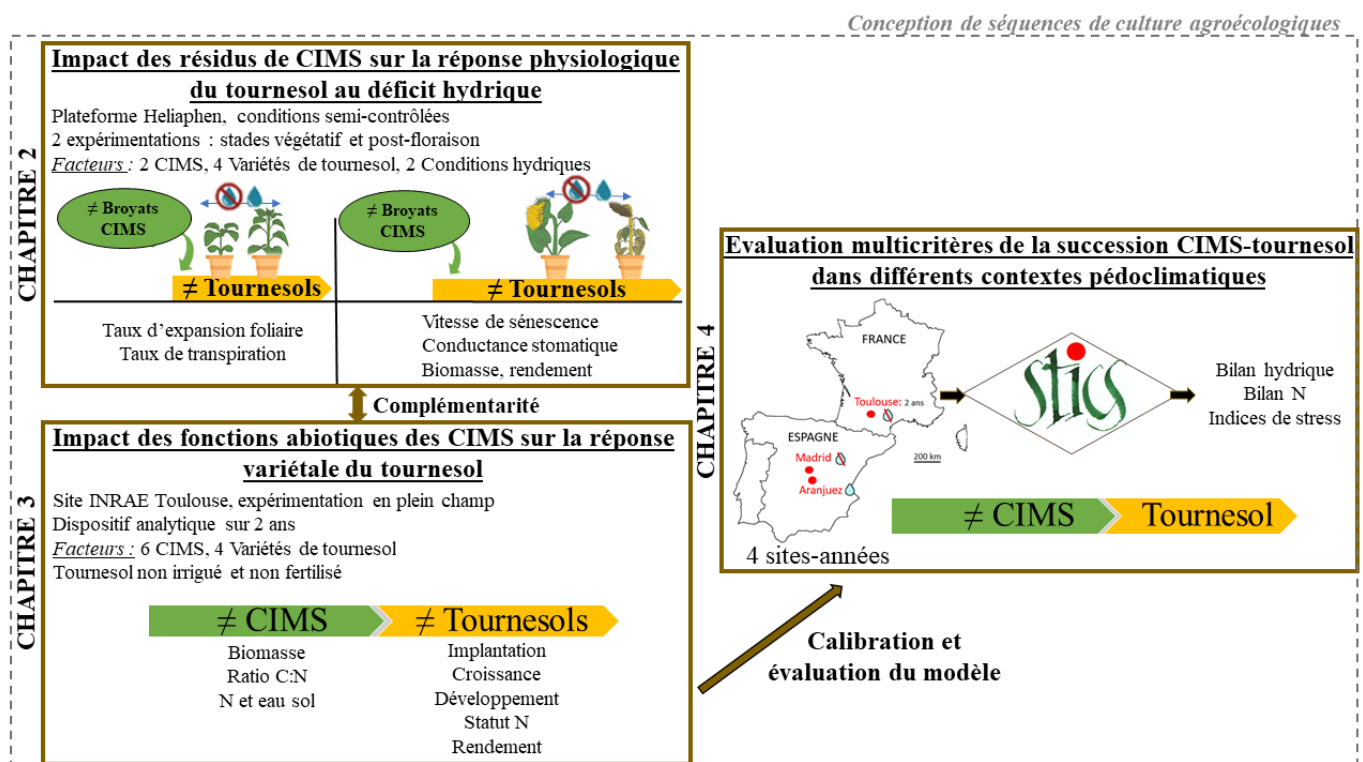 Conception de séquences de culture agroécologiques
CHAPITRE 2
Impact des résidus de CIMS sur la réponse physiologique
du tournesol au déficit hydrique
Plateforme Heliaphen, conditions semi-contrôlées
2 expérimentations : stades végétatif et post-floraison
Facteurs : 2 CIMS, 4 Variétés de tournesol, 2 Conditions hydriques
≠ Broyats
CIMS
≠ Tournesols
≠ Broyats
CIMS
≠ Tournesols
Taux d'expansion foliaire
Taux de transpiration
Vitesse de sénescence
Conductance stomatique
Biomasse, rendement
Complémentarité
CHAPITRE 3
Impact des fonctions abiotiques des CIMS sur la réponse
variétale du tournesol
Site INRAE Toulouse, expérimentation en plein champ
Dispositif analytique sur 2 ans
Facteurs : 6 CIMS, 4 Variétés de tournesol
Tournesol non irrigué et non fertilisé
≠ CIMS
≠ Tournesols
Biomasse
Ratio C:N
N et eau sol
Implantation
Croissance
Développement
Statut N
Rendement
Calibration et
évaluation du modèle
CHAPITRE 4
Evaluation multicritères de la succession CIMS-tournesol
dans différents contextes pédoclimatiques
FRANCE
Toulouse: 2 ans
ESPAGNE
Madrid
Aranjuez
200 km
4 sites-années
stics
Bilan hydrique
Bilan N
Indices de stress
≠ CIMS
Tournesol